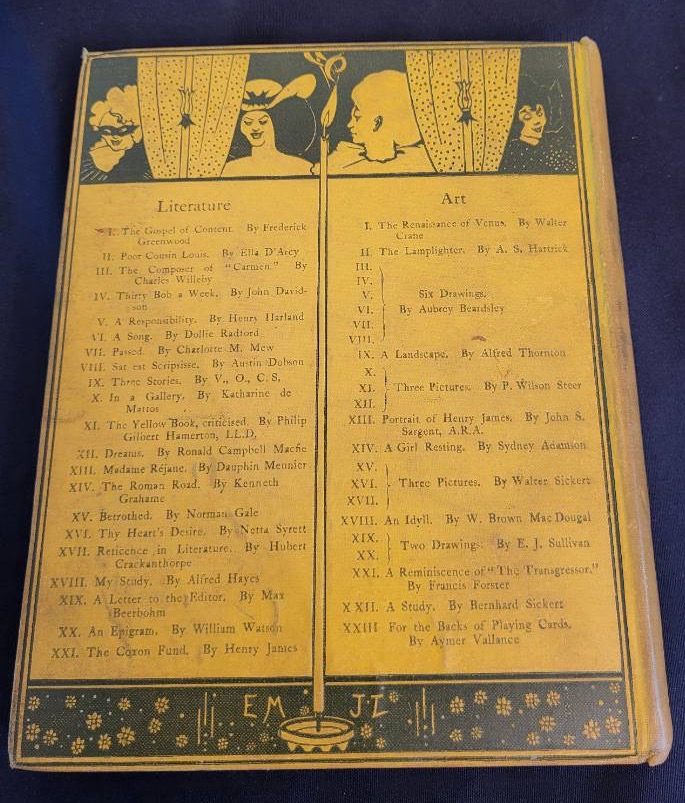 Literature
I. The Gospel of Content. By Frederick
Greenwood
II. Poor Cousin Louis. By Ella D'Arcy
III. The Composer of "Carmen." By
Charles Willeby
IV. Thirty Bob a Week. By John David-
son
V. A Responsibility. By Henry Harland
VI. A Song. By Dollie Radford
VII. Passed. By Charlotte M. Mew
VIII. Sat est Scripsisse. By Austin Dobson
IX. Three Stories. By V., O., C. S.
X. In a Gallery. By Katharine de
Mattos
XI. The Yellow Book, criticised. By Philip
Gilbert Hamerton, LL.D.
XII. Dreams. By Ronald Campbell Macfie
XIII. Madame Réjane. By Dauphin Meunier
XIV. The Roman Road. By Kenneth
Grahame
XV. Betrothed. By Norman Gale
XVI. Thy Heart's Desire. By Netta Syrett
XVII. Reticence in Literature. By Hubert
Crackanthorpe
XVIII. My Study. By Alfred Hayes
XIX. A Letter to the Editor. By Max
Beerbohm
XX. An Epigram. By William Watson
XXI. The Coxon Fund. By Henry James
Art
I. The Renaissance of Venus. By Walter
Crane
II. The Lamplighter. By A. S. Hartrick
III.
IV.
V. Six Drawings.
VI. By Aubrey Beardsley
VII.
VIII.
IX. A Landscape. By Alfred Thornton
X.
XI. Three Pictures. By P. Wilson Steer
XII.
XIII. Portrait of Henry James. By John S.
Sargent, A.R.A.
XIV. A Girl Resting. By Sydney Adamson
XV.
XVI. Three Pictures. By Walter Sickert
XVII.
XVIII. An Idyll. By W. Brown MacDougal
XIX.
XX. Two Drawings. By E. J. Sullivan
XXI. A Reminiscence of "The Transgressor."
By Francis Forster
XXII. A Study. By Bernhard Sickert
XXIII For the Backs of Playing Cards.
By Aymer Vallance
EM JL